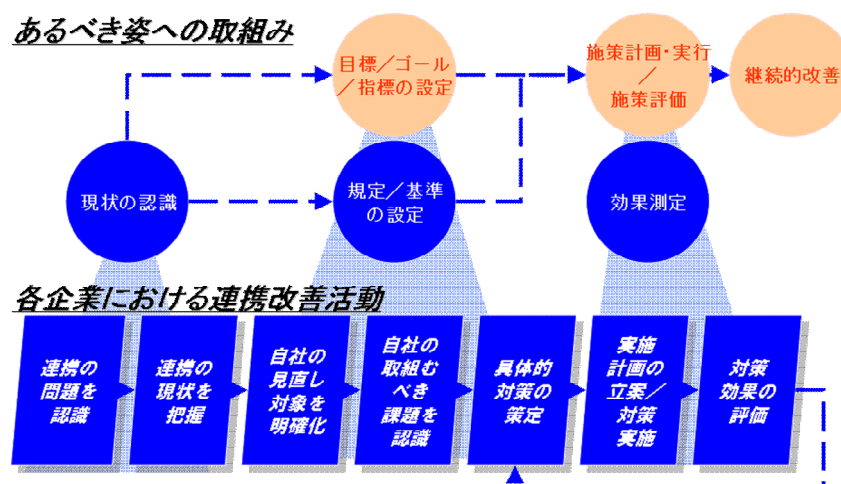 あるべき姿への取組み
目標／ゴール
／指標の設定
施策計画・実行
／
施策評価
継続的改善
現状の認識
規定／基準
の設定
効果測定
各企業における連携改善活動
連携の
問題を
認識
連携の
現状を
把握
自社の
見直し
対象を
明確化
自社の
取組む
べき
課題を
認識
具体的
対策の
策定
実施
計画の
立案／
対策
実施
対策
効果の
評価